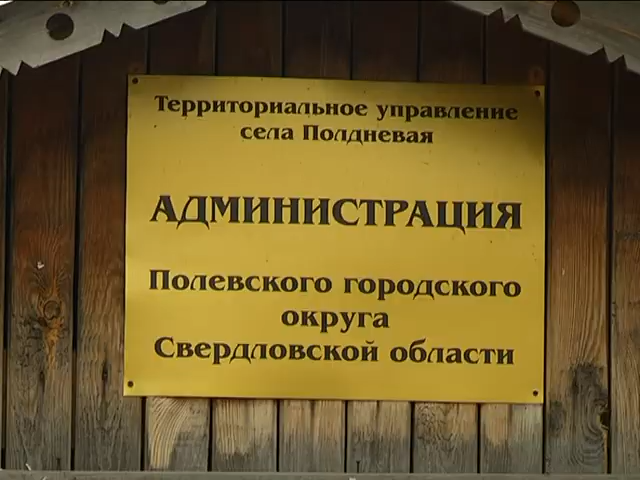 Территориальное управление
села Полдневая
АДМИНИСТРАЦИЯ
Полевского городского
округа
Свердловской области